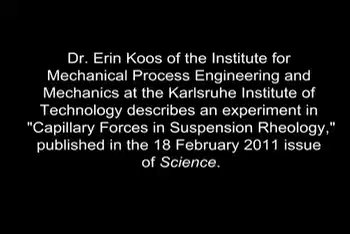 Dr. Erin Koos of the Institute for
Mechanical Process Engineering and
Mechanics at the Karlsruhe Institute of
Technology describes an experiment in
"Capillary Forces in Suspension Rheology,"
published in the 18 February 2011 issue
of Science.